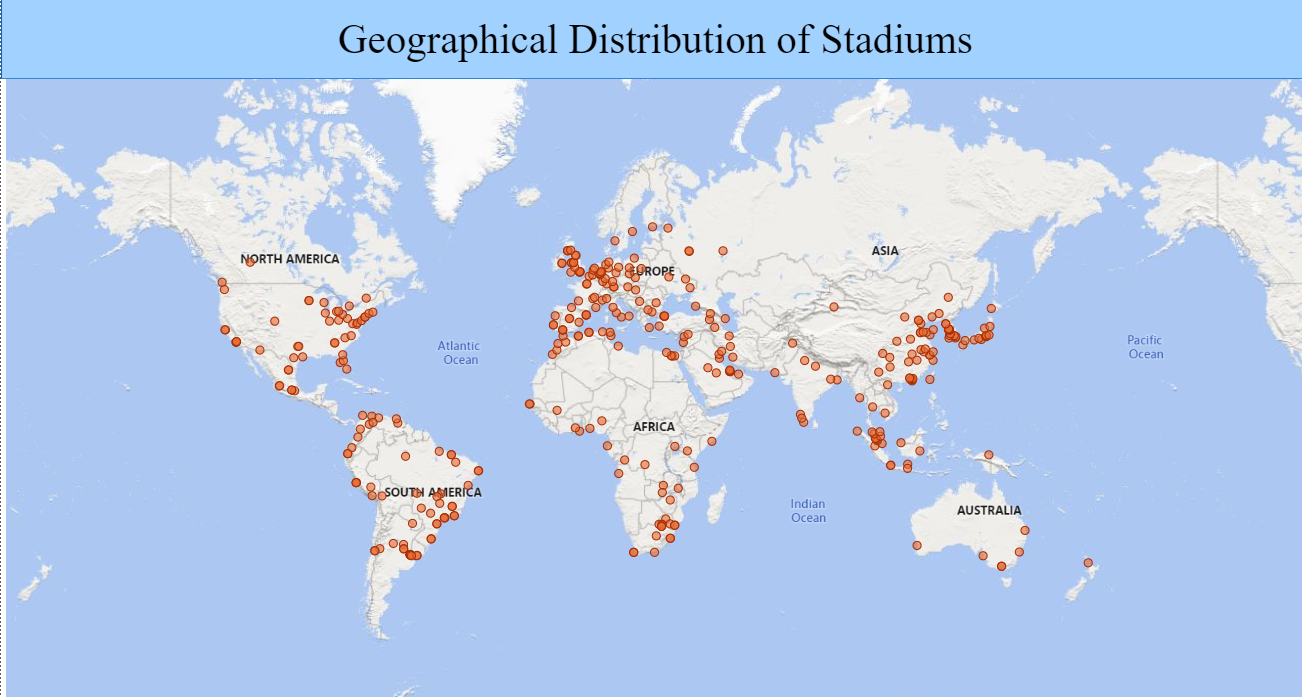 Geographical Distribution of Stadiums
NORTH AMERICA
EUROPE
ASIA
Atlantic
Ocean
Pacific
Ocean
AFRICA
SOUTH AMERICA
Indian
Ocean
AUSTRALIA